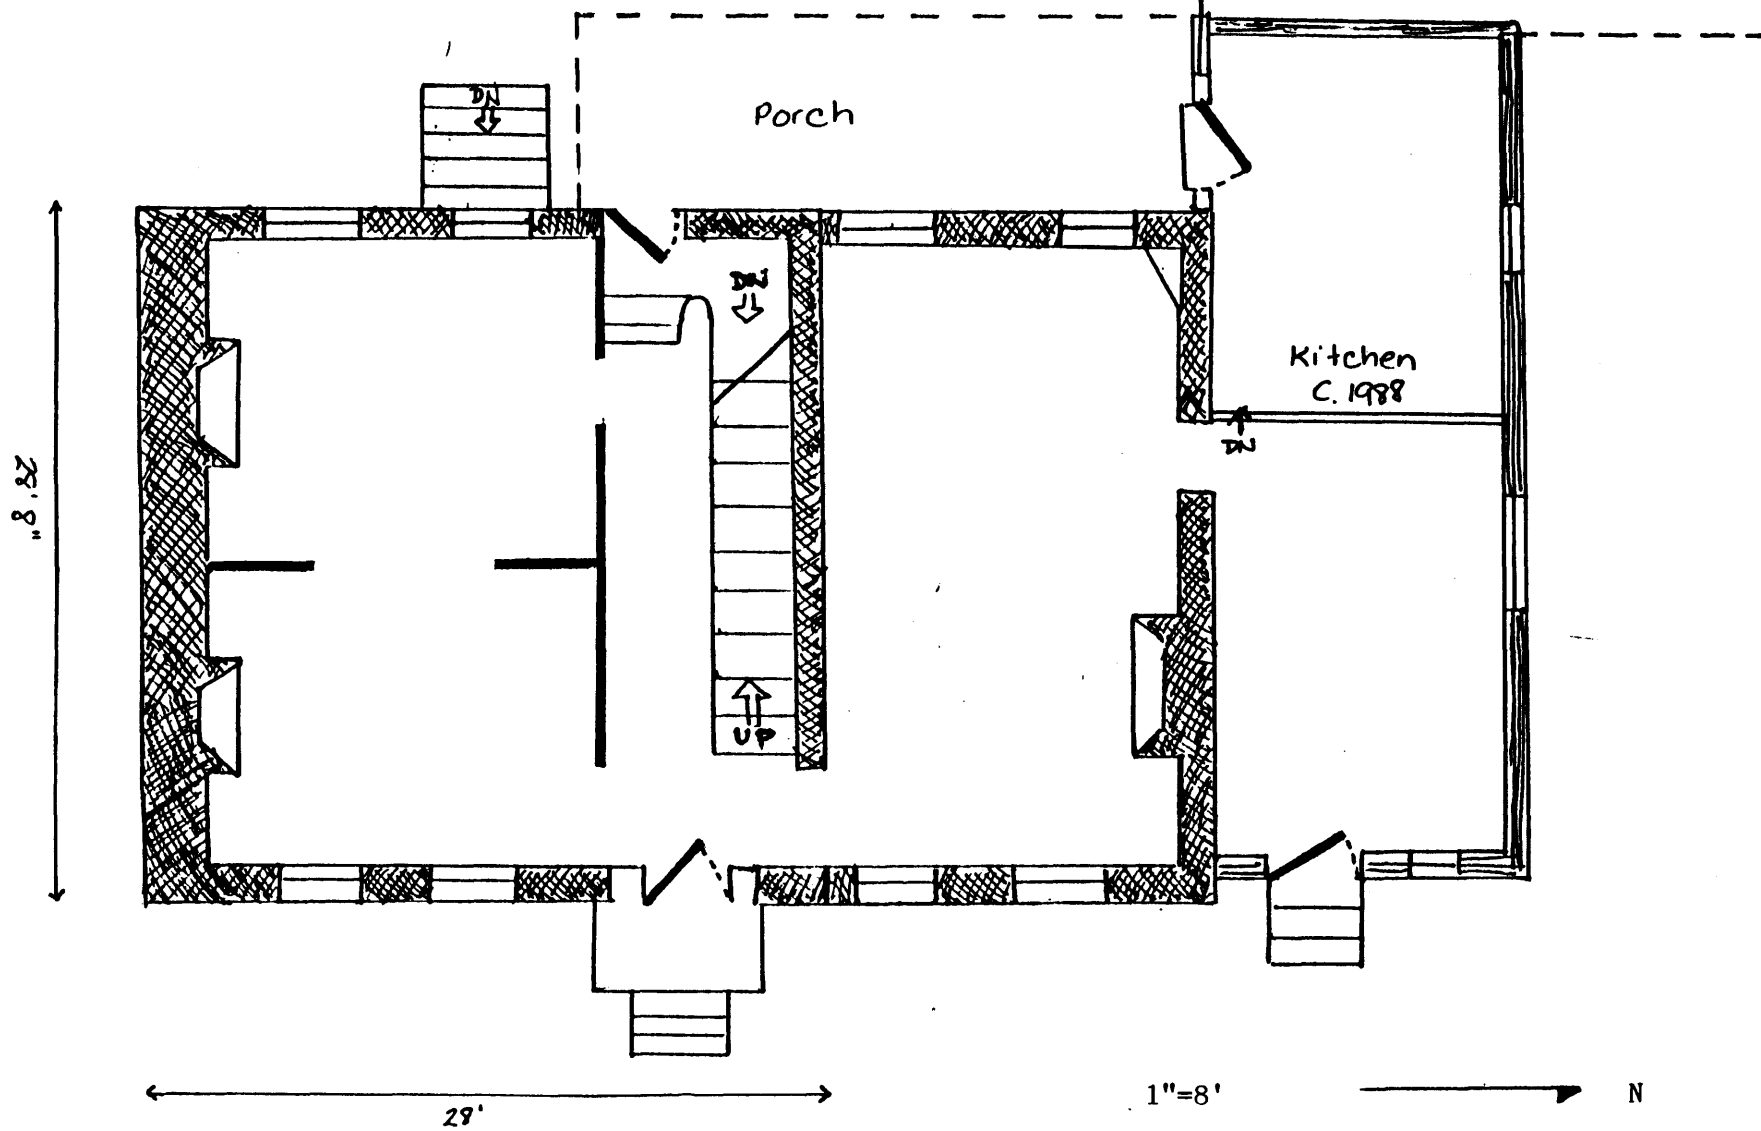 DN
Porch
DN
Kitchen
C. 1988
DN
28' 8"
UP
1"=8'
N
28'